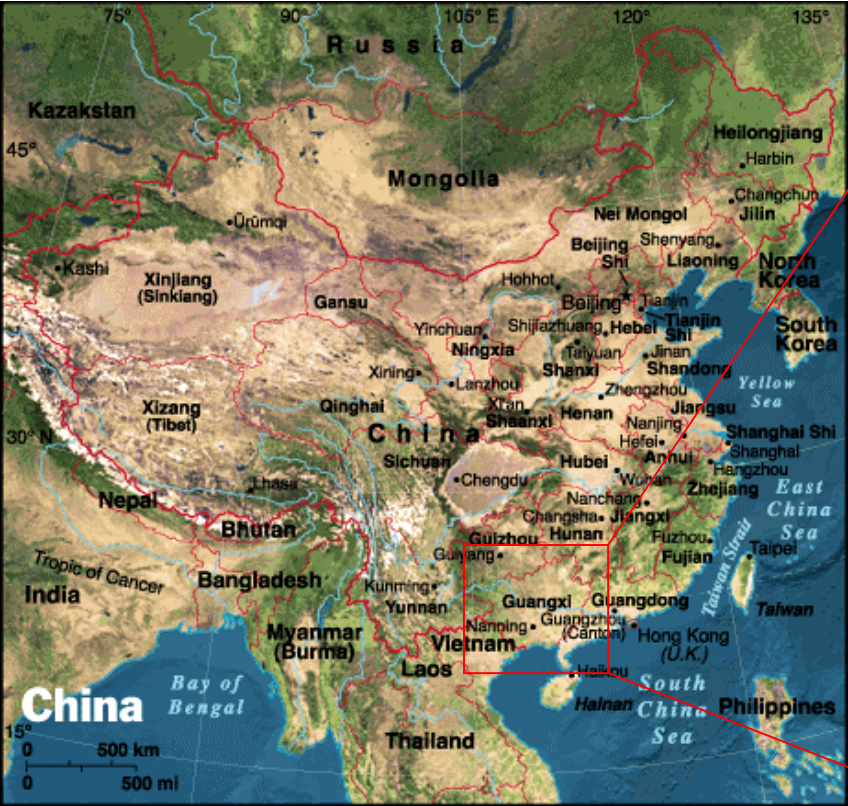 75°
90°
105° E
120°
135°
Russia
Kazakstan
Heilongjiang
Harbin
45°
Mongolia
Changchun
Jilin
Nei Mongol
Ürümqi
Beijing
Shi
Shenyang
Liaoning
North
Korea
Kashi
Xinjiang
(Sinkiang)
Gansu
Hohhot
Beijing
Tianjin
Tianjin
Shi
South
Korea
Yinchuan
Ningxia
Shijiazhuang
Hebei
Taiyuan
Shanxi
Jinan
Shandong
Xining
Lanzhou
Yellow
Sea
Zhengzhou
Xizang
(Tibet)
Qinghai
Xi'an
Shaanxi
Henan
Jiangsu
30° N
China
Nanjing
Hefei
Anhui
Shanghai Shi
Shanghai
Hangzhou
Sichuan
Chengdu
Hubei
Wuhan
Zhejiang
East
China
Sea
Lhasa
Nepal
Bhutan
Nanchang
Jiangxi
Changsha
Hunan
Guizhou
Guiyang
Fuzhou
Fujian
Taiwan Strait
Taipei
Taiwan
Tropic of Cancer
India
Bangladesh
Kunming
Yunnan
Guangxi
Guangdong
Guangzhou
(Canton)
Nanning
Hong Kong
(U.K.)
Myanmar
(Burma)
Vietnam
Laos
Haikou
Hainan
South
China
Sea
Philippines
Bay of
Bengal
China
Thailand
15°
0 500 km
0 500 mi